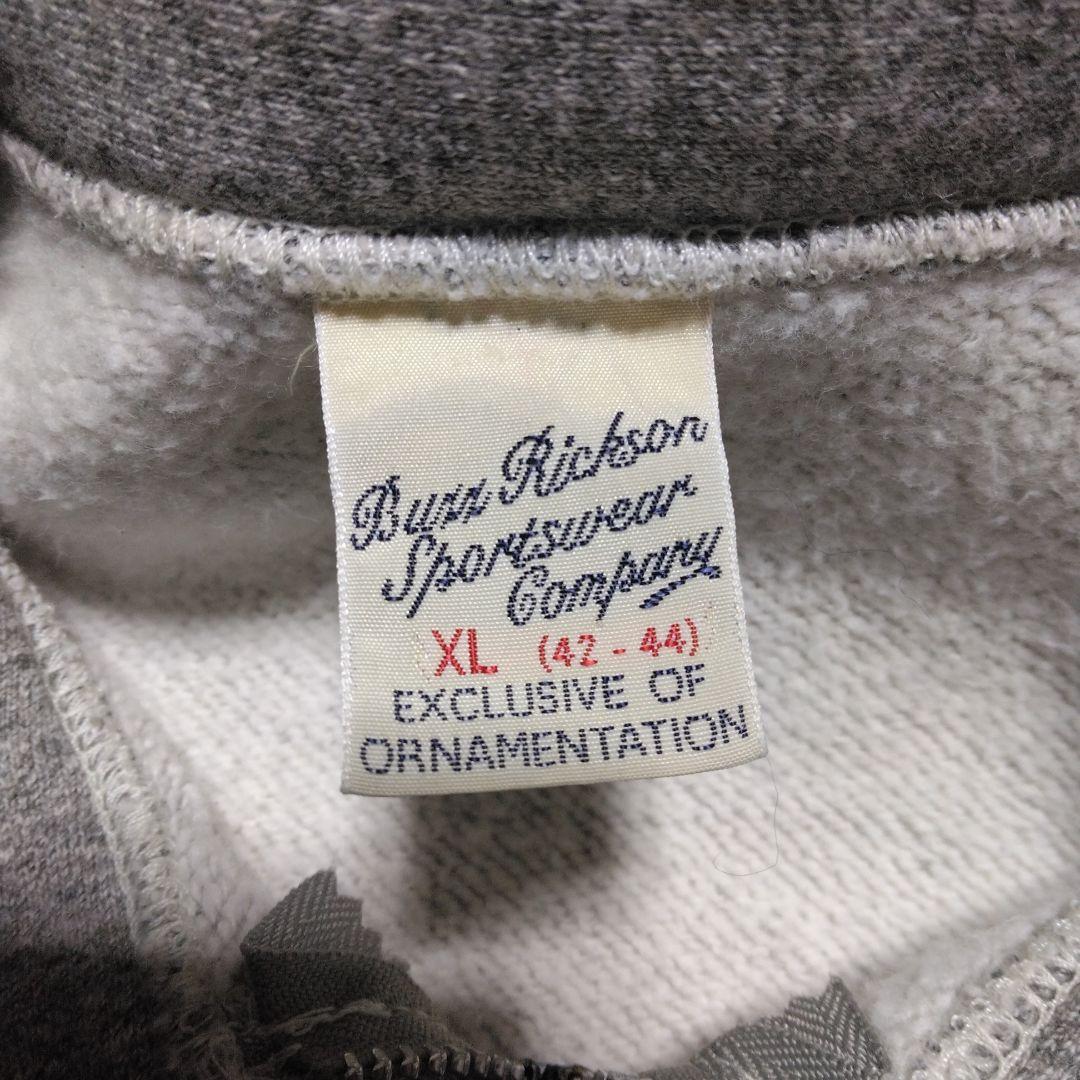 Buzz Rickson
Sportswear
Company
XL (42-44)
EXCLUSIVE OF
ORNAMENTATION